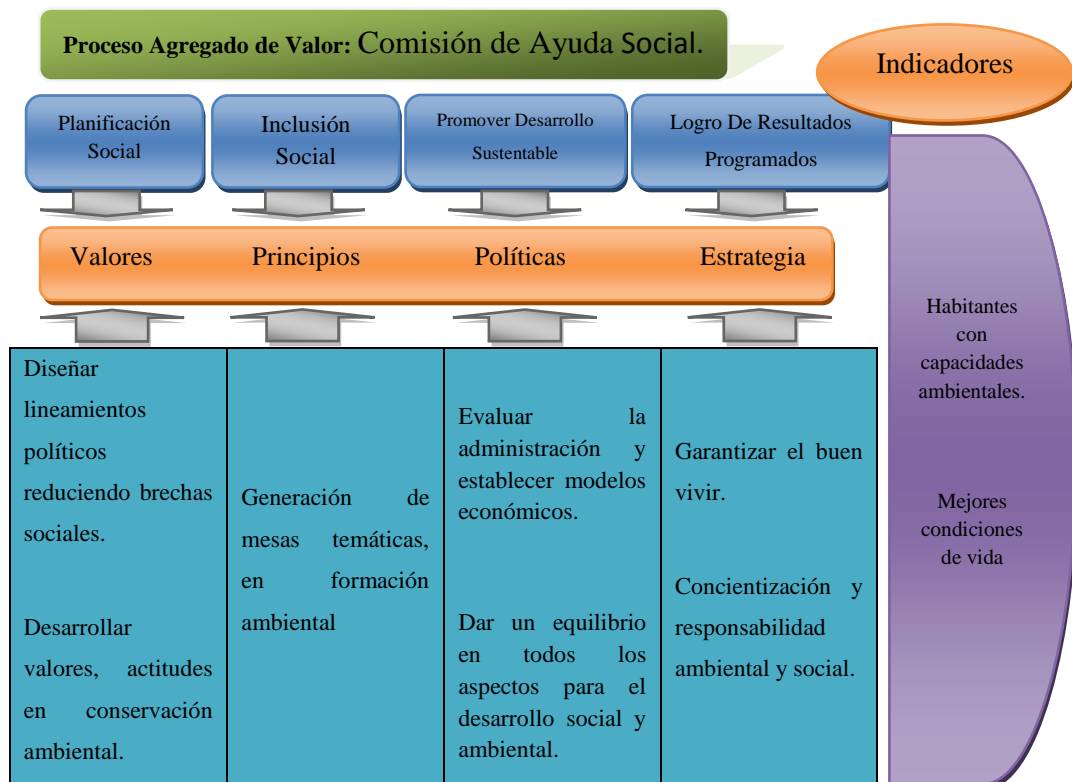 Proceso Agregado de Valor: Comisión de Ayuda Social.
Indicadores
Planificación
Social
Inclusión
Social
Promover Desarrollo
Sustentable
Logro De Resultados
Programados
Valores
Principios
Políticas
Estrategia
Diseñar
lineamientos
políticos
reduciendo brechas
sociales.
Desarrollar
valores, actitudes
en conservación
ambiental.
Generación de
mesas temáticas,
en formación
ambiental
Evaluar la
administración y
establecer modelos
económicos.
Dar un equilibrio
en todos los
aspectos para el
desarrollo social y
ambiental.
Garantizar el buen
vivir.
Concientización y
responsabilidad
ambiental y social.
Habitantes
con
capacidades
ambientales.
Mejores
condiciones
de vida